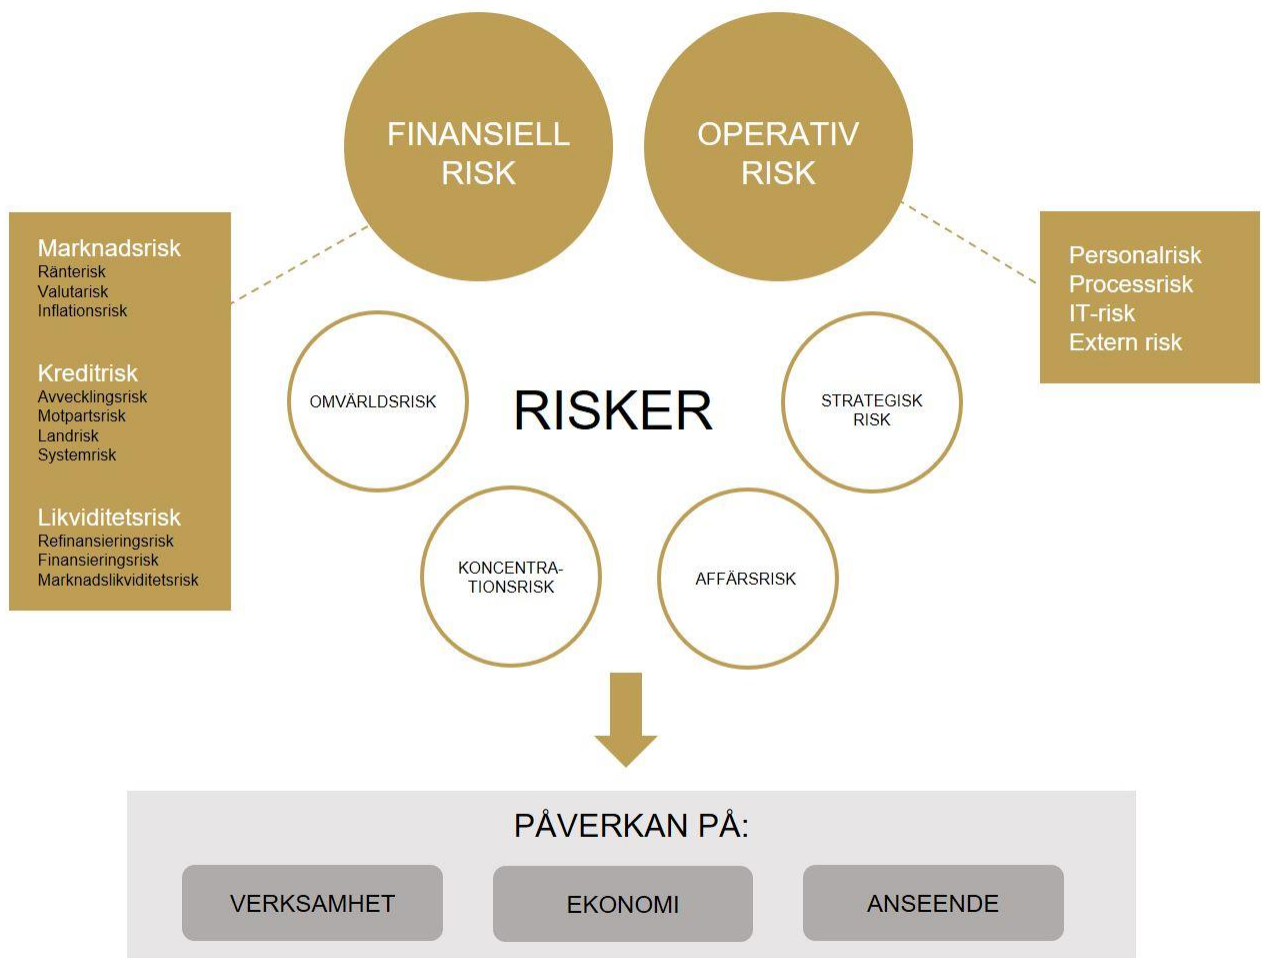 FINANSIELL
RISK
OPERATIV
RISK
Marknadsrisk
Ränterisk
Valutarisk
Inflationsrisk
Kreditrisk
Avvecklingsrisk
Motpartsrisk
Landrisk
Systemrisk
Likviditetsrisk
Refinansieringsrisk
Finansieringsrisk
Marknadslikviditetsrisk
Personalrisk
Processrisk
IT-risk
Extern risk
OMVÄRLDSRISK
RISKER
STRATEGISK
RISK
KONCENTRA-
TIONSRISK
AFFÄRSRISK
PÅVERKAN PÅ:
VERKSAMHET
EKONOMI
ANSEENDE